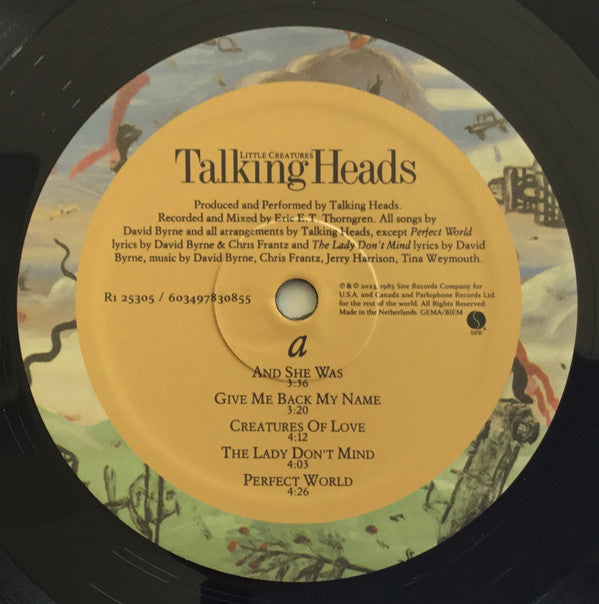 Little Creatures
Talking Heads
Produced and Performed by Talking Heads.
Recorded and Mixed by Eric E.T. Thorngren. All songs by
David Byrne and all arrangements by Talking Heads, except Perfect World
lyrics by David Byrne & Chris Frantz and The Lady Don't Mind lyrics by David
Byrne, music by David Byrne, Chris Frantz, Jerry Harrison, Tina Weymouth.
R1 25305 / 603497830855
℗ & © 2023, 1985 Sire Records Company for
U.S.A. and Canada and Parlophone Records Ltd.
for the rest of the world. All Rights Reserved.
Made in the Netherlands. GEMA/BIEM
SIRE
a
And She Was
3:36
Give Me Back My Name
3:20
Creatures Of Love
4:12
The Lady Don't Mind
4:03
Perfect World
4:26